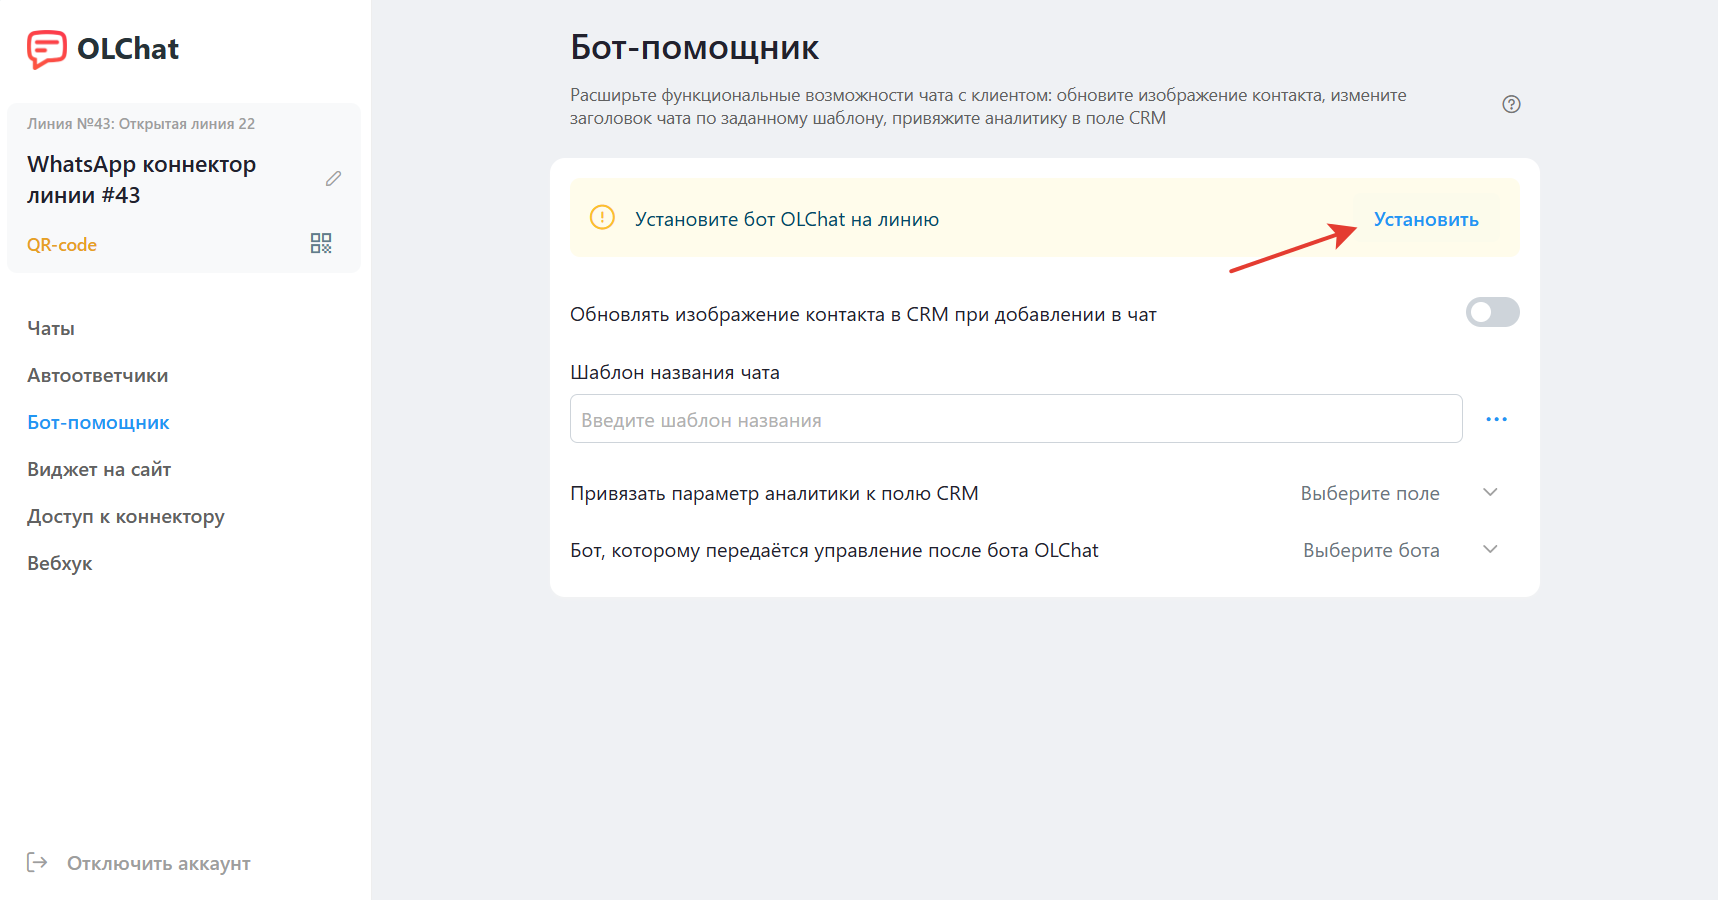 OLChat
Линия №43: Открытая линия 22
WhatsApp коннектор
линии #43
QR-code
Чаты
Автоответчики
Бот-помощник
Виджет на сайт
Доступ к коннектору
Вебхук
Отключить аккаунт
Бот-помощник
Расширьте функциональные возможности чата с клиентом: обновите изображение контакта, измените
заголовок чата по заданному шаблону, привяжите аналитику в поле CRM
Установите бот OLChat на линию
Установить
Обновлять изображение контакта в CRM при добавлении в чат
Шаблон названия чата
Введите шаблон названия
Привязать параметр аналитики к полю CRM
Выберите поле
Бот, которому передаётся управление после бота OLChat
Выберите бота